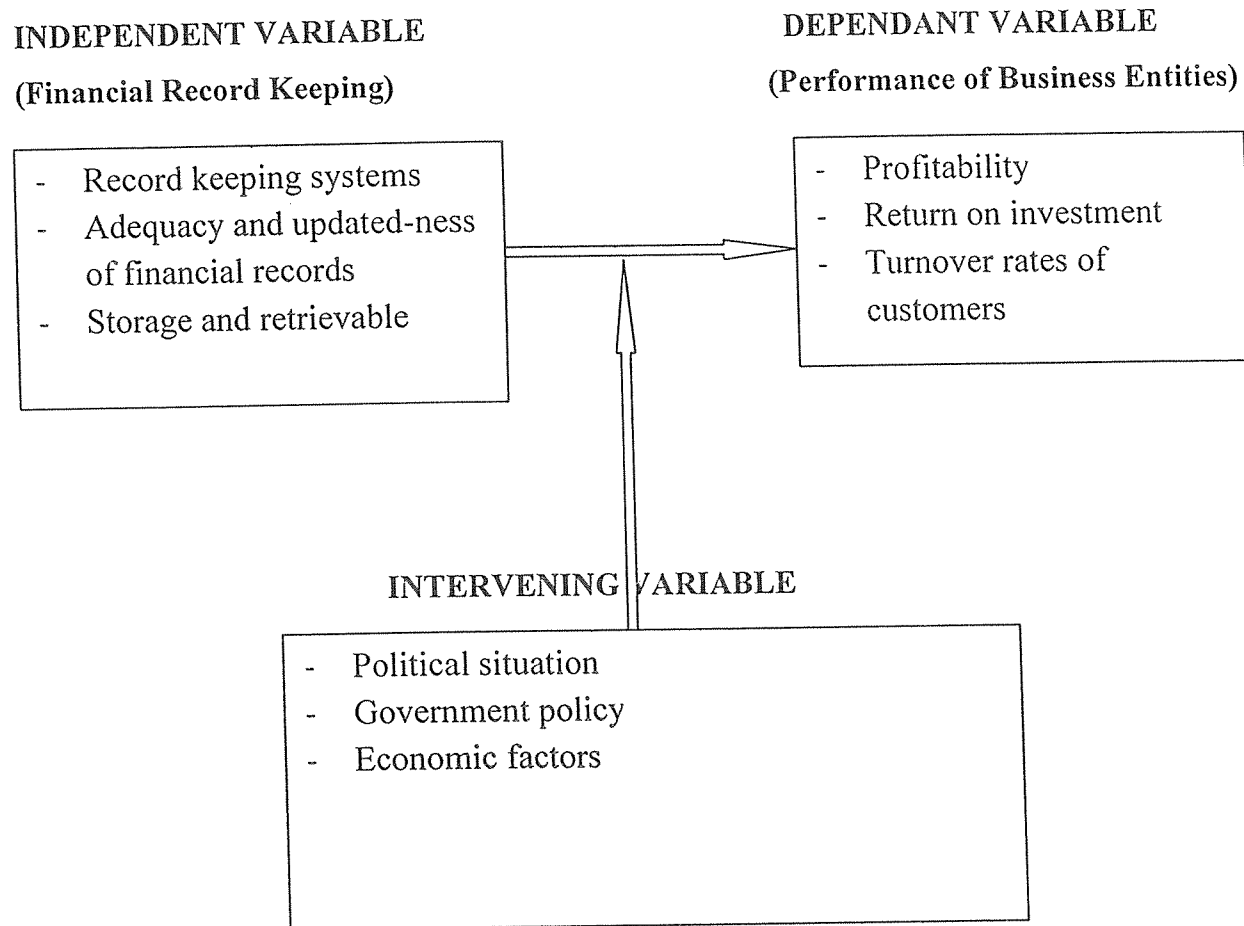 INDEPENDENT VARIABLE
(Financial Record Keeping)
- Record keeping systems
- Adequacy and updated-ness
of financial records
- Storage and retrievable
DEPENDANT VARIABLE
(Performance of Business Entities)
- Profitability
- Return on investment
- Turnover rates of
customers
INTERVENING VARIABLE
- Political situation
- Government policy
- Economic factors